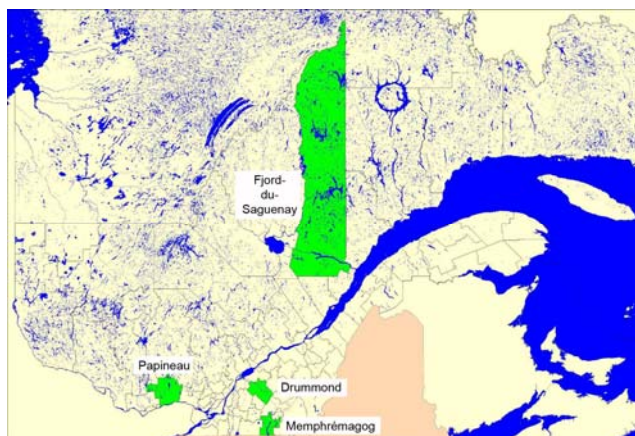 Fjord-
du-
Saguenay
Papineau
Drummond
Memphrémagog